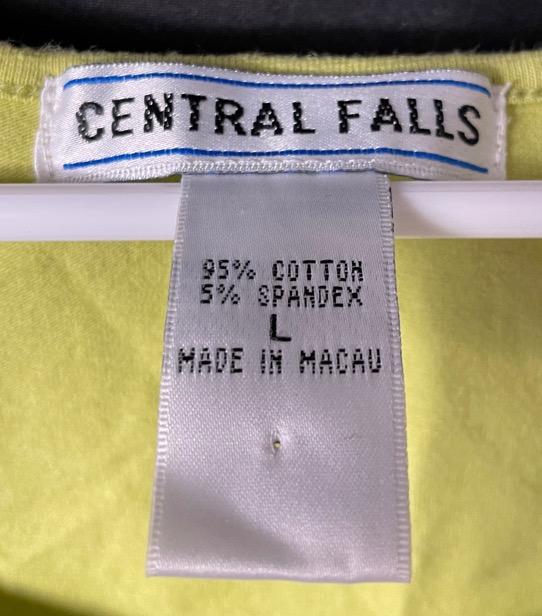 CENTRAL FALLS
95% COTTON
5% SPANDEX
L
MADE IN MACAU